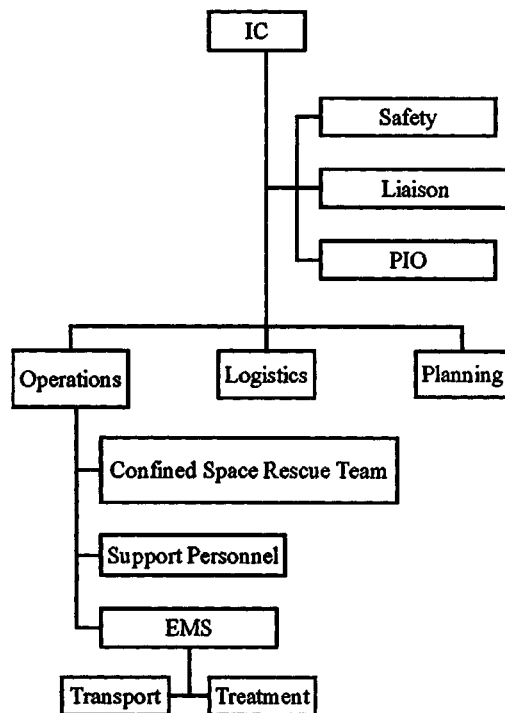 IC
Safety
Liaison
PIO
Operations
Logistics
Planning
Confined Space Rescue Team
Support Personnel
EMS
Transport
Treatment